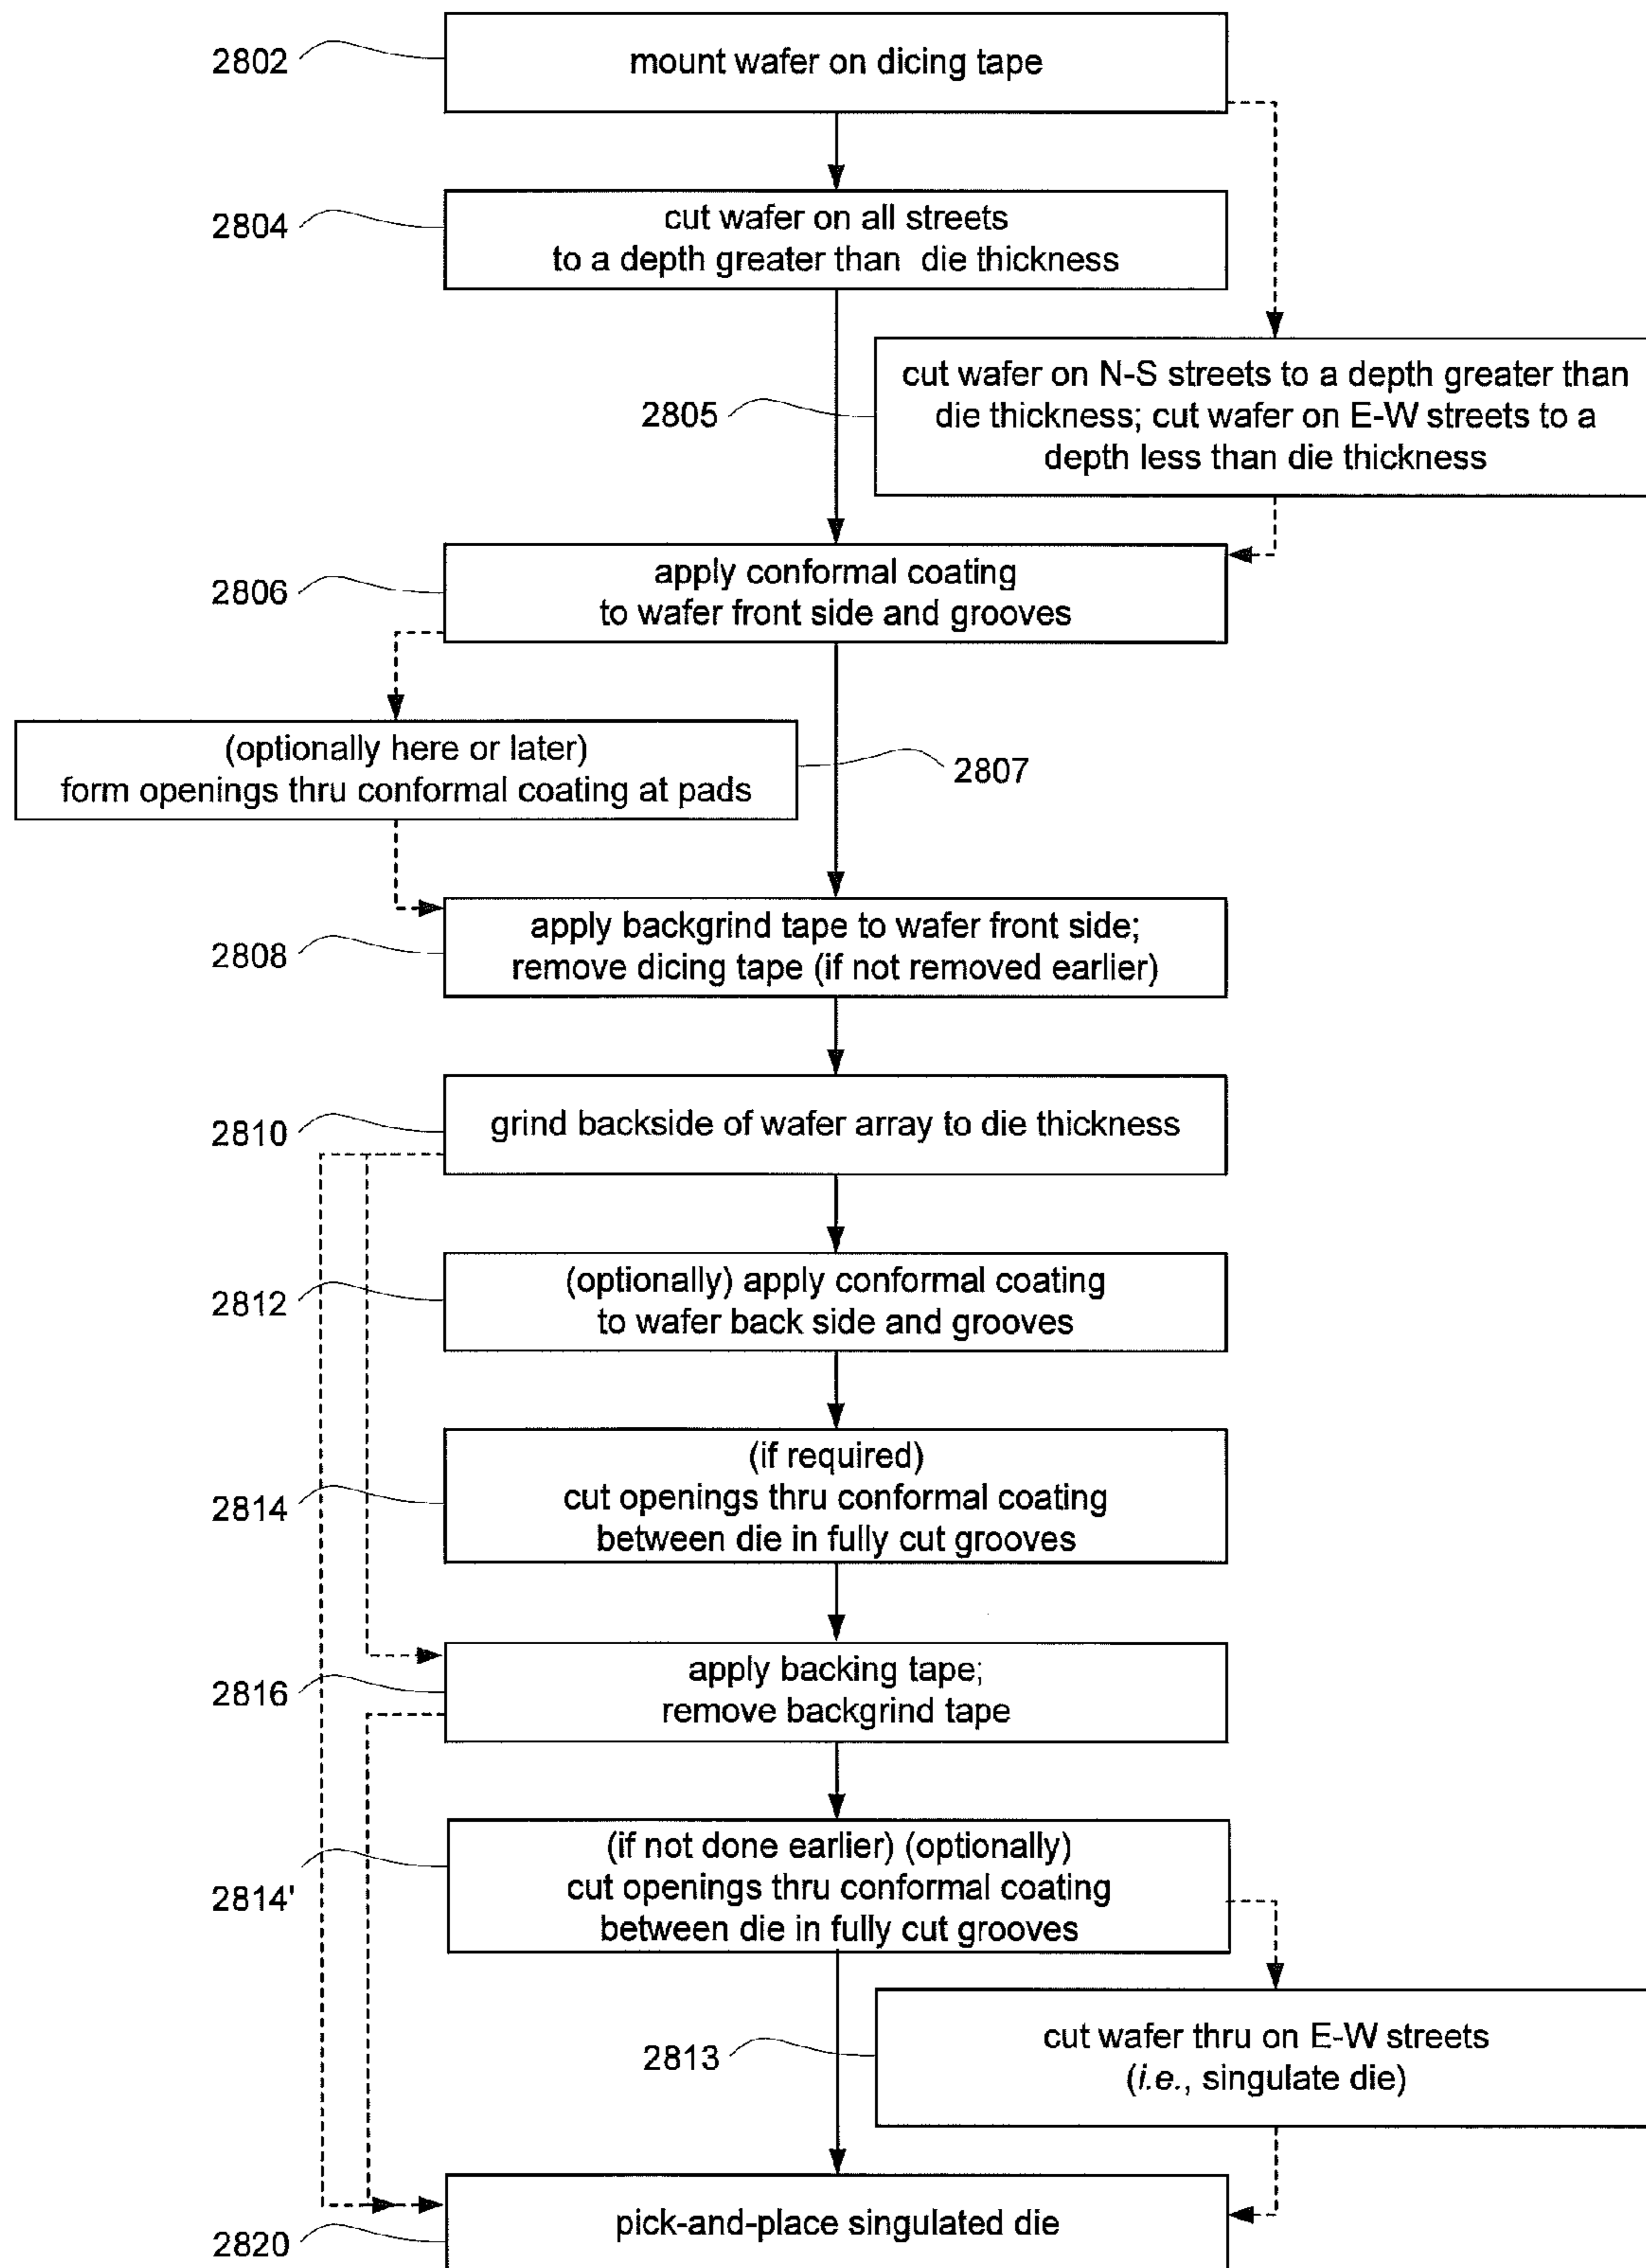 2802
mount wafer on dicing tape
2804
cut wafer on all streets
to a depth greater than die thickness
2805
cut wafer on N-S streets to a depth greater than
die thickness; cut wafer on E-W streets to a
depth less than die thickness
2806
apply conformal coating
to wafer front side and grooves
(optionally here or later)
form openings thru conformal coating at pads
2807
2808
apply backgrind tape to wafer front side;
remove dicing tape (if not removed earlier)
2810
grind backside of wafer array to die thickness
2812
(optionally) apply conformal coating
to wafer back side and grooves
2814
(if required)
cut openings thru conformal coating
between die in fully cut grooves
2816
apply backing tape;
remove backgrind tape
2814'
(if not done earlier) (optionally)
cut openings thru conformal coating
between die in fully cut grooves
2813
cut wafer thru on E-W streets
(i.e., singulate die)
2820
pick-and-place singulated die